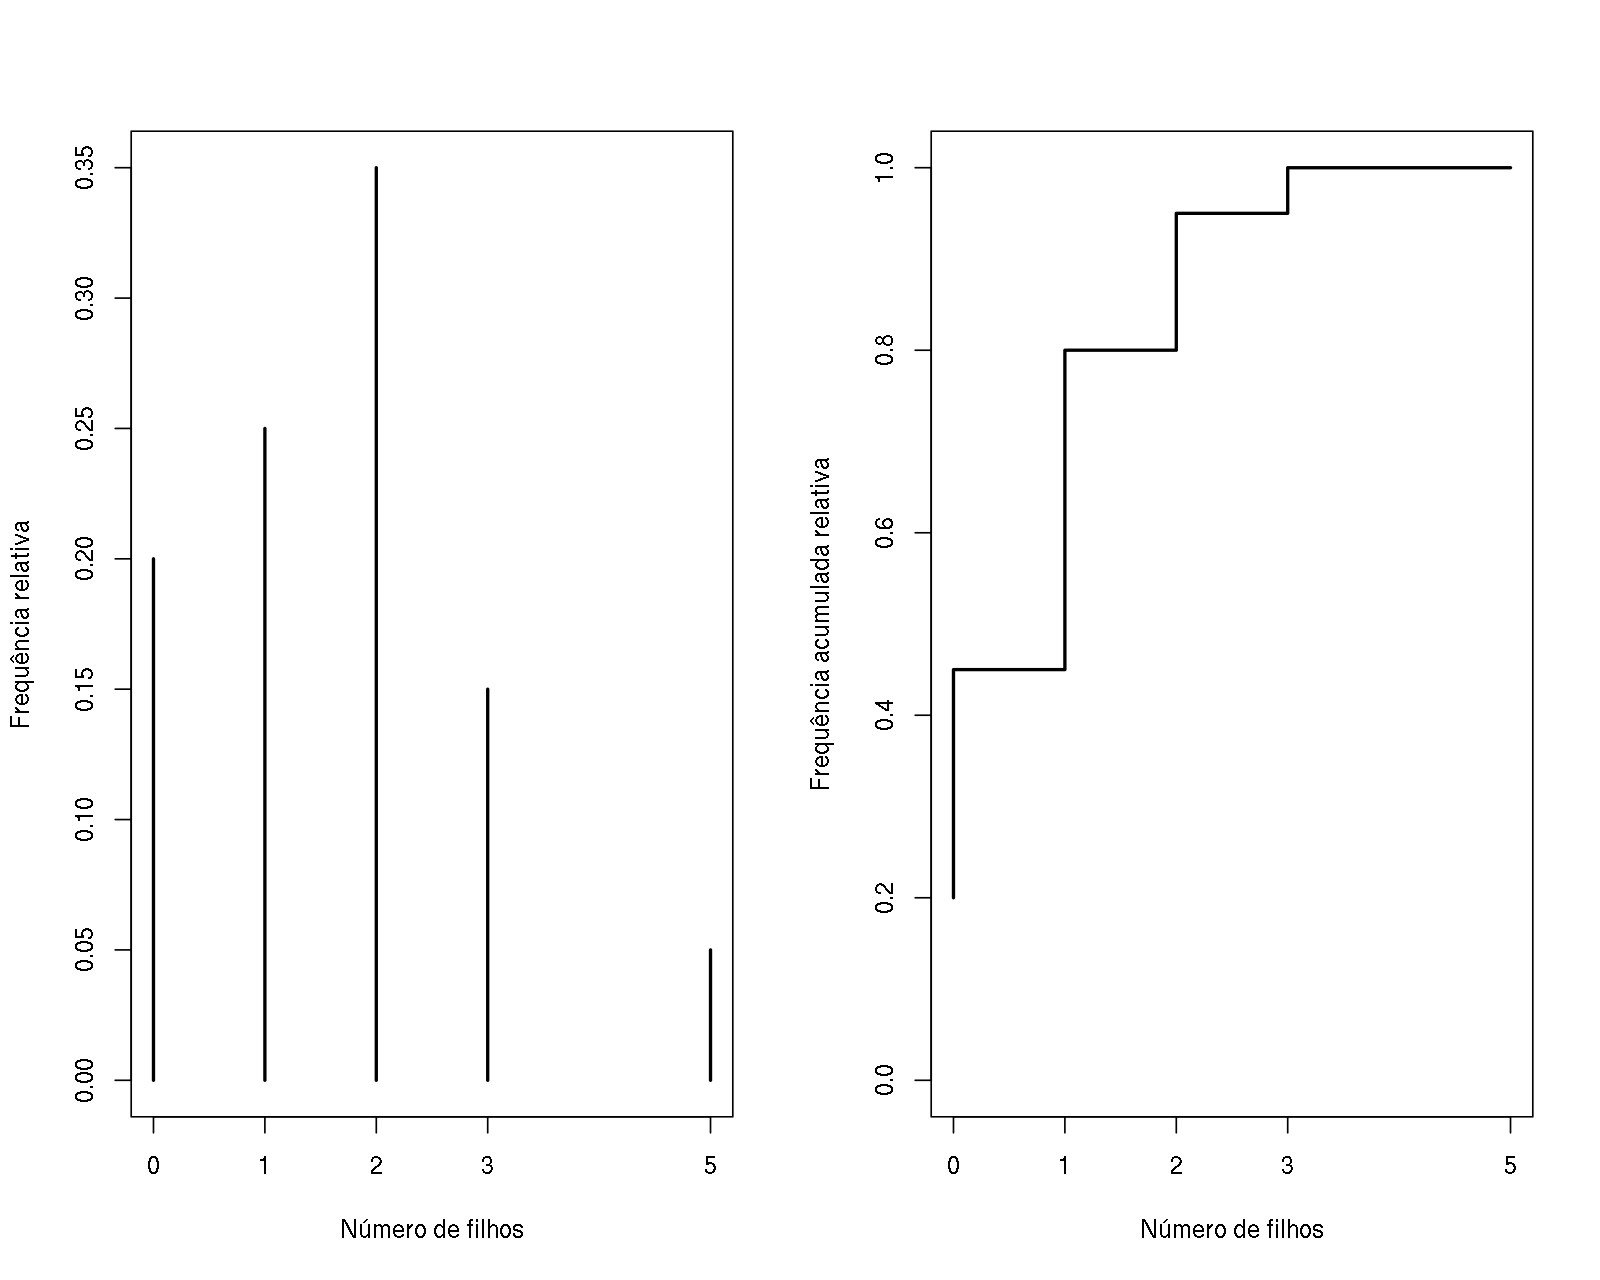 Frequência relativa
0.35
0.30
0.25
0.20
0.15
0.10
0.05
0.00
0 1 2 3 5
Número de filhos
Frequência acumulada relativa
1.0
0.8
0.6
0.4
0.2
0.0
0 1 2 3 5
Número de filhos